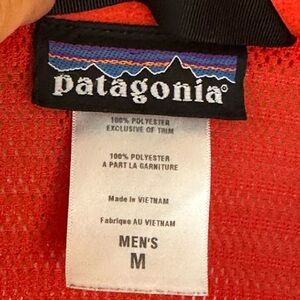 patagonia®
100% POLYESTER
EXCLUSIVE OF TRIM
100% POLYESTER
A PART LA GARNITURE
Made in VIETNAM
Fabriqué AU VIETNAM
MEN'S
M